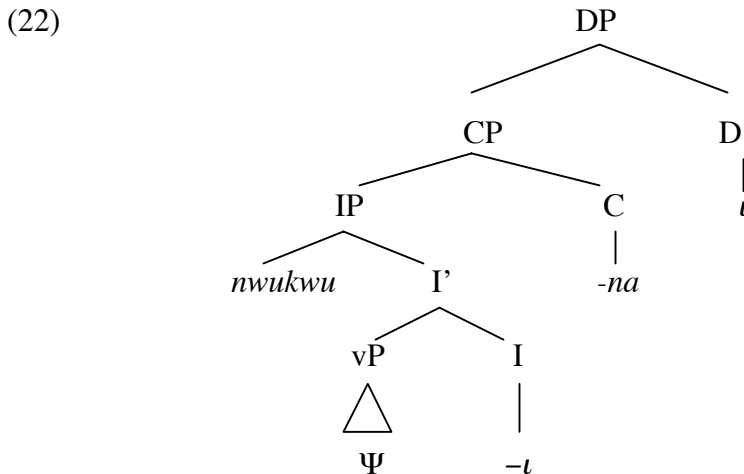 (22) DP
CP D
IP C ι
nwukwu I’ -na
vP I
Ψ –ι